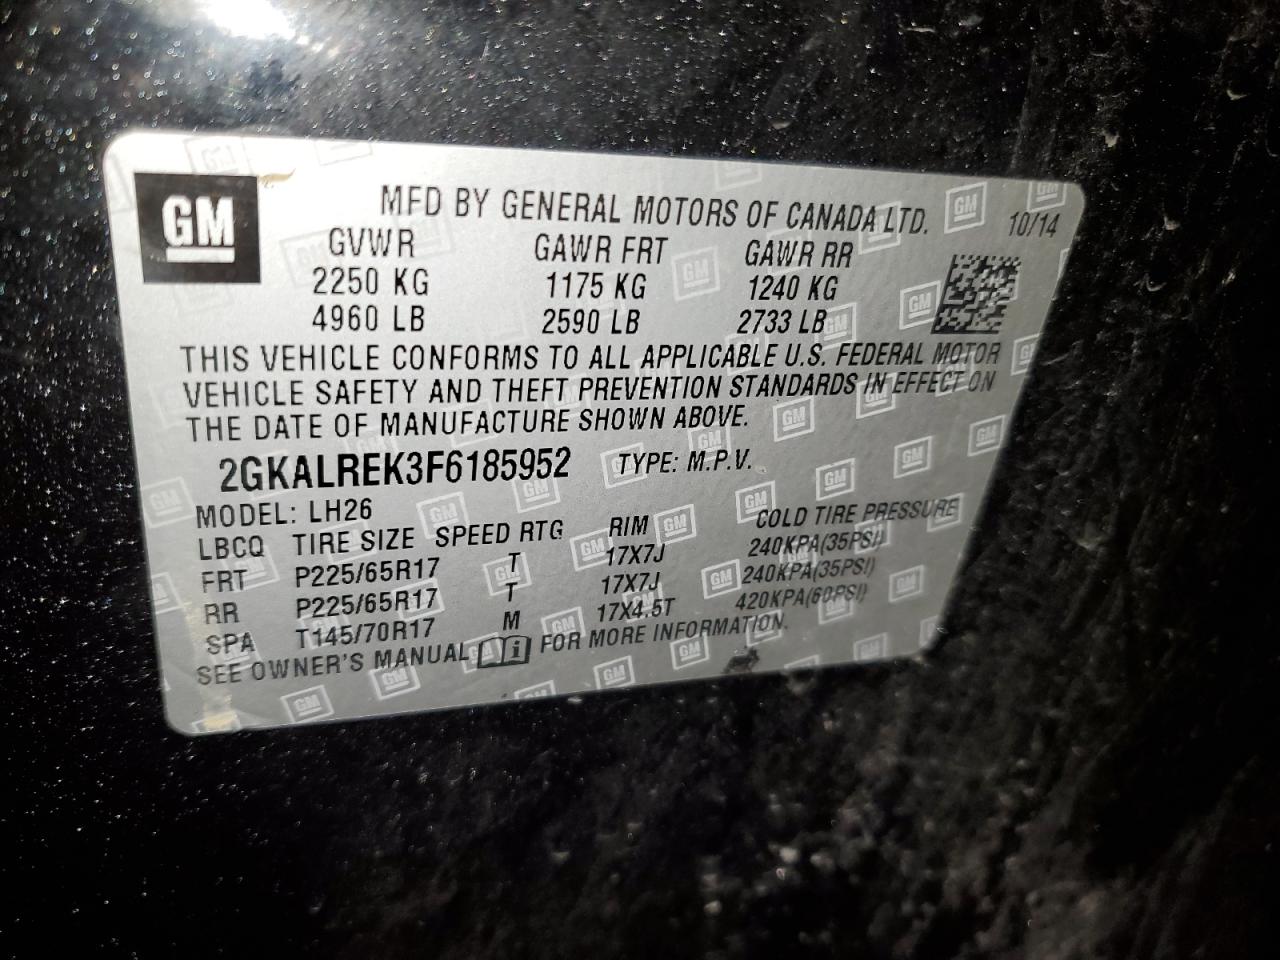 GM
MFD BY GENERAL MOTORS OF CANADA LTD. 10/14
GVWR GAWR FRT GAWR RR
2250 KG 1175 KG 1240 KG
4960 LB 2590 LB 2733 LB
THIS VEHICLE CONFORMS TO ALL APPLICABLE U.S. FEDERAL MOTOR
VEHICLE SAFETY AND THEFT PREVENTION STANDARDS IN EFFECT ON
THE DATE OF MANUFACTURE SHOWN ABOVE.
2GKALREK3F6185952 TYPE: M.P.V.
MODEL: LH26
LBCQ TIRE SIZE SPEED RTG RIM COLD TIRE PRESSURE
FRT P225/65R17 T 17X7J 240KPA(35PSI)
RR P225/65R17 T 17X7J 240KPA(35PSI)
SPA T145/70R17 M 17X4.5T 420KPA(60PSI)
SEE OWNER'S MANUAL i FOR MORE INFORMATION.